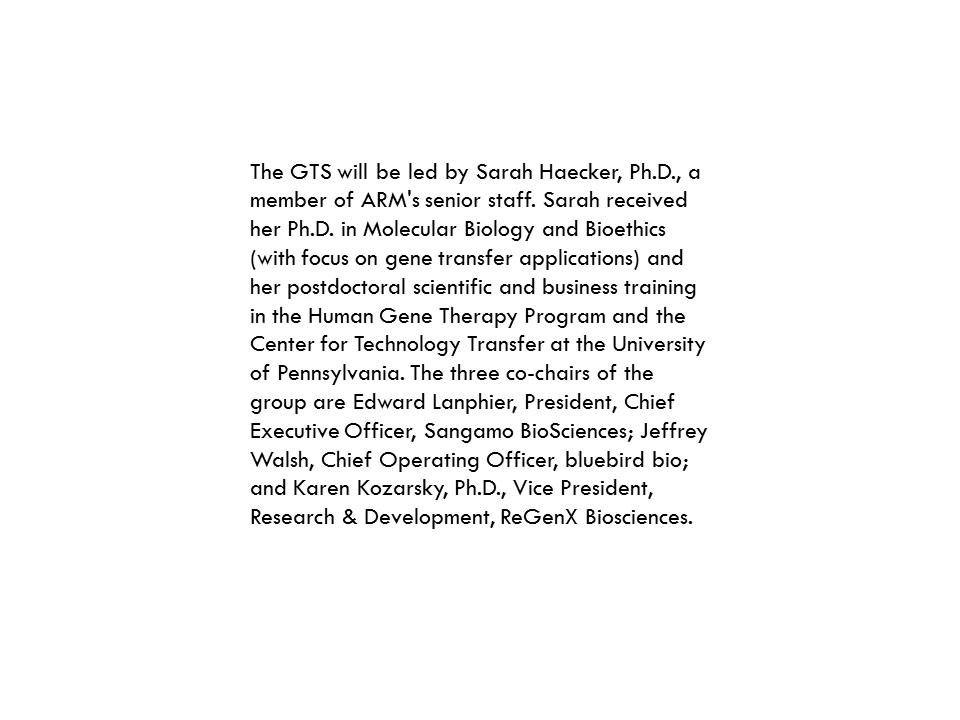 The GTS will be led by Sarah Haecker, Ph.D., a
member of ARM's senior staff. Sarah received
her Ph.D. in Molecular Biology and Bioethics
(with focus on gene transfer applications) and
her postdoctoral scientific and business training
in the Human Gene Therapy Program and the
Center for Technology Transfer at the University
of Pennsylvania. The three co-chairs of the
group are Edward Lanphier, President, Chief
Executive Officer, Sangamo BioSciences; Jeffrey
Walsh, Chief Operating Officer, bluebird bio;
and Karen Kozarsky, Ph.D., Vice President,
Research & Development, ReGenX Biosciences.